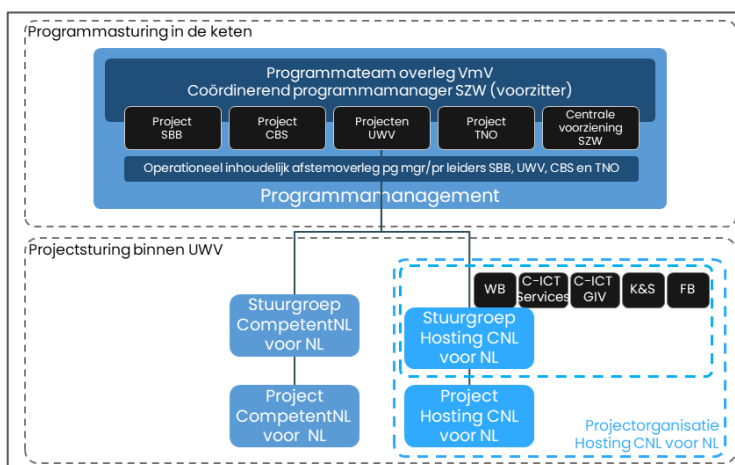 Programmasturing in de keten
Programmateam overleg VmV
Coördinerend programmamanager SZW (voorzitter)
Project
SBB
Project
CBS
Projecten
UWV
Project
TNO
Centrale
voorziening
SZW
Operationeel inhoudelijk afstemoverleg pg mgr/pr leiders SBB, UWV, CBS en TNO
Programmamanagement
Projectsturing binnen UWV
WB
C-ICT
Services
C-ICT
GIV
K&S
FB
Stuurgroep
CompetentNL
voor NL
Stuurgroep
Hosting CNL
voor NL
Project
CompetentNL
voor NL
Project
Hosting CNL
voor NL
Projectorganisatie
Hosting CNL voor NL